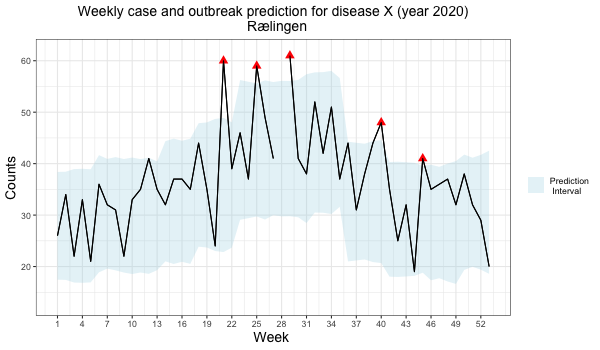 Weekly case and outbreak prediction for disease X (year 2020)
Rælingen
Counts
60
50
40
30
20
1 4 7 10 13 16 19 22 25 28 31 34 37 40 43 46 49 52
Week
Prediction
Interval